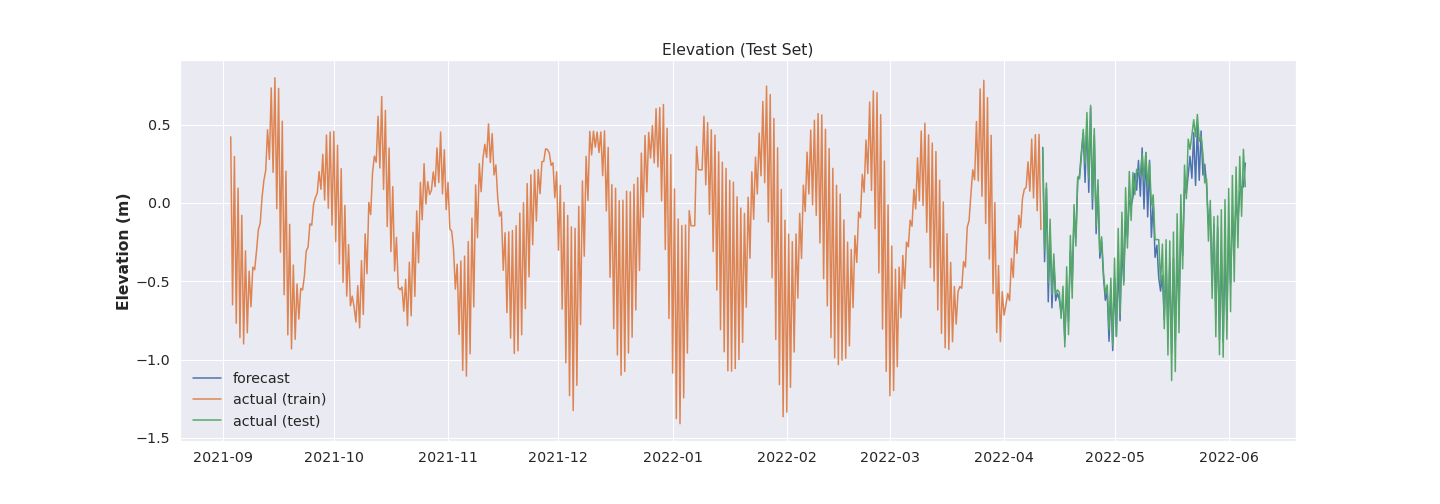 Elevation (Test Set)
Elevation (m)
0.5
0.0
−0.5
−1.0
−1.5
forecast
actual (train)
actual (test)
2021-09 2021-10 2021-11 2021-12 2022-01 2022-02 2022-03 2022-04 2022-05 2022-06